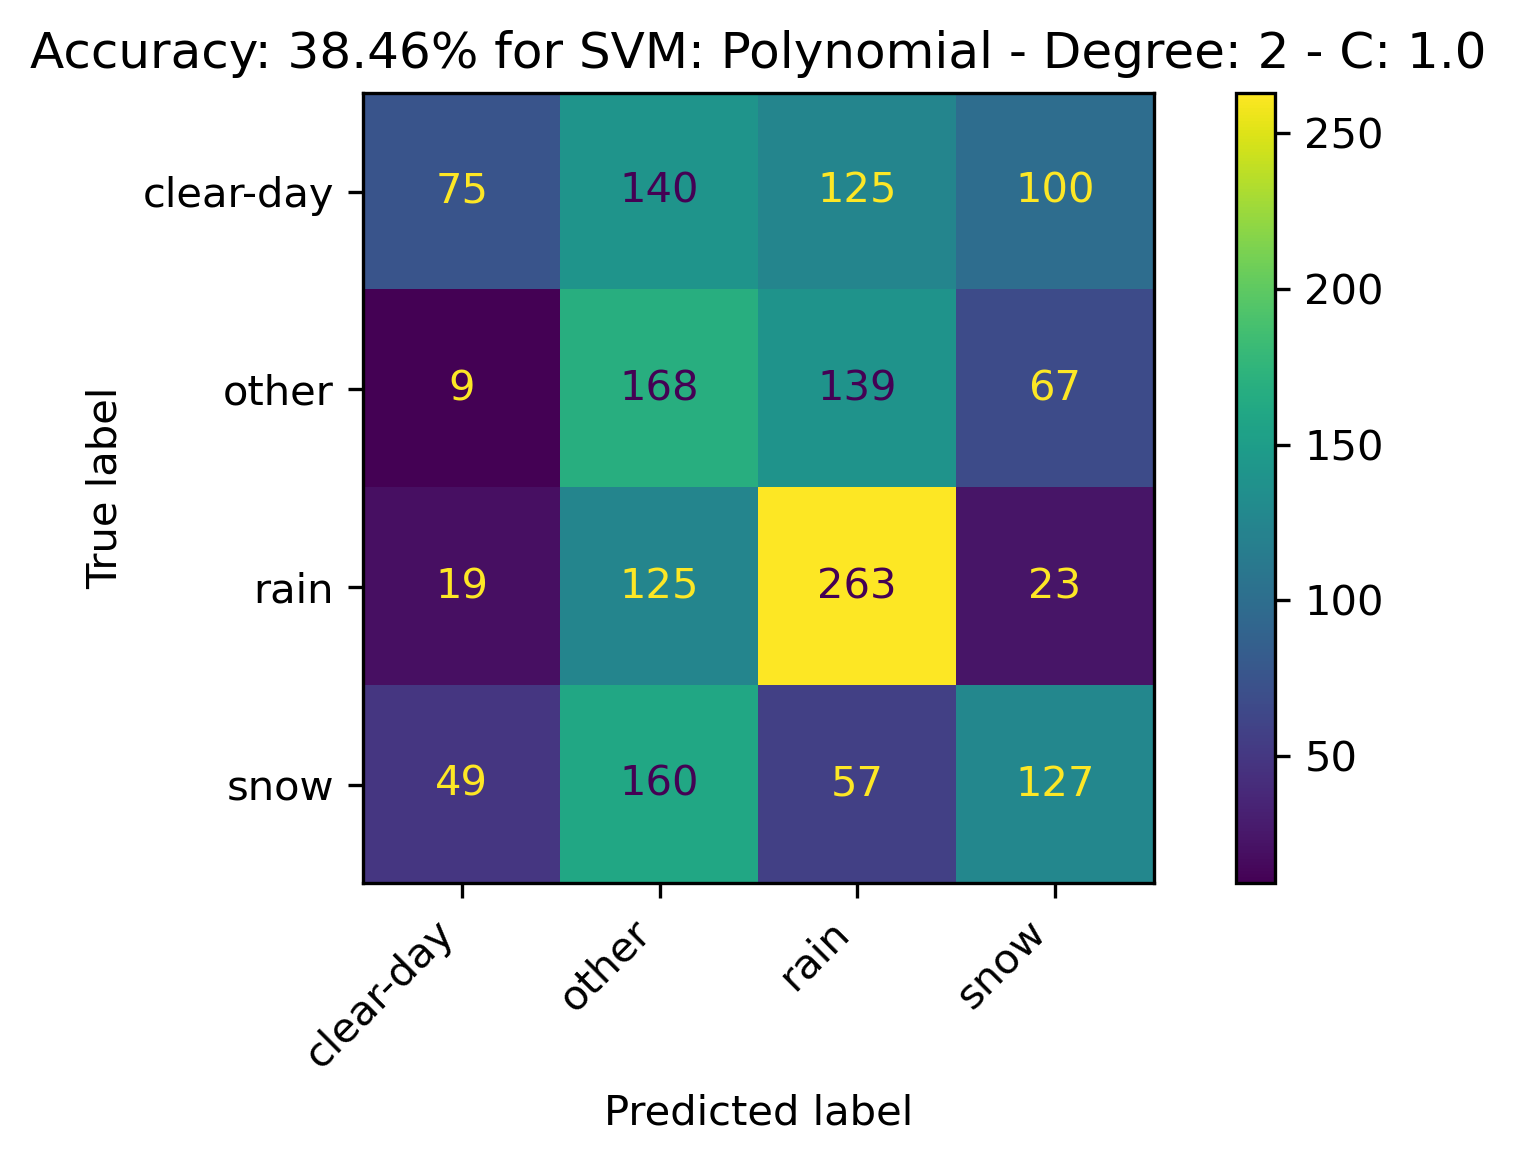 Accuracy: 38.46% for SVM: Polynomial - Degree: 2 - C: 1.0
clear-day 75 140 125 100
other 9 168 139 67
rain 19 125 263 23
snow 49 160 57 127
True label
clear-day other rain snow
Predicted label
250
200
150
100
50